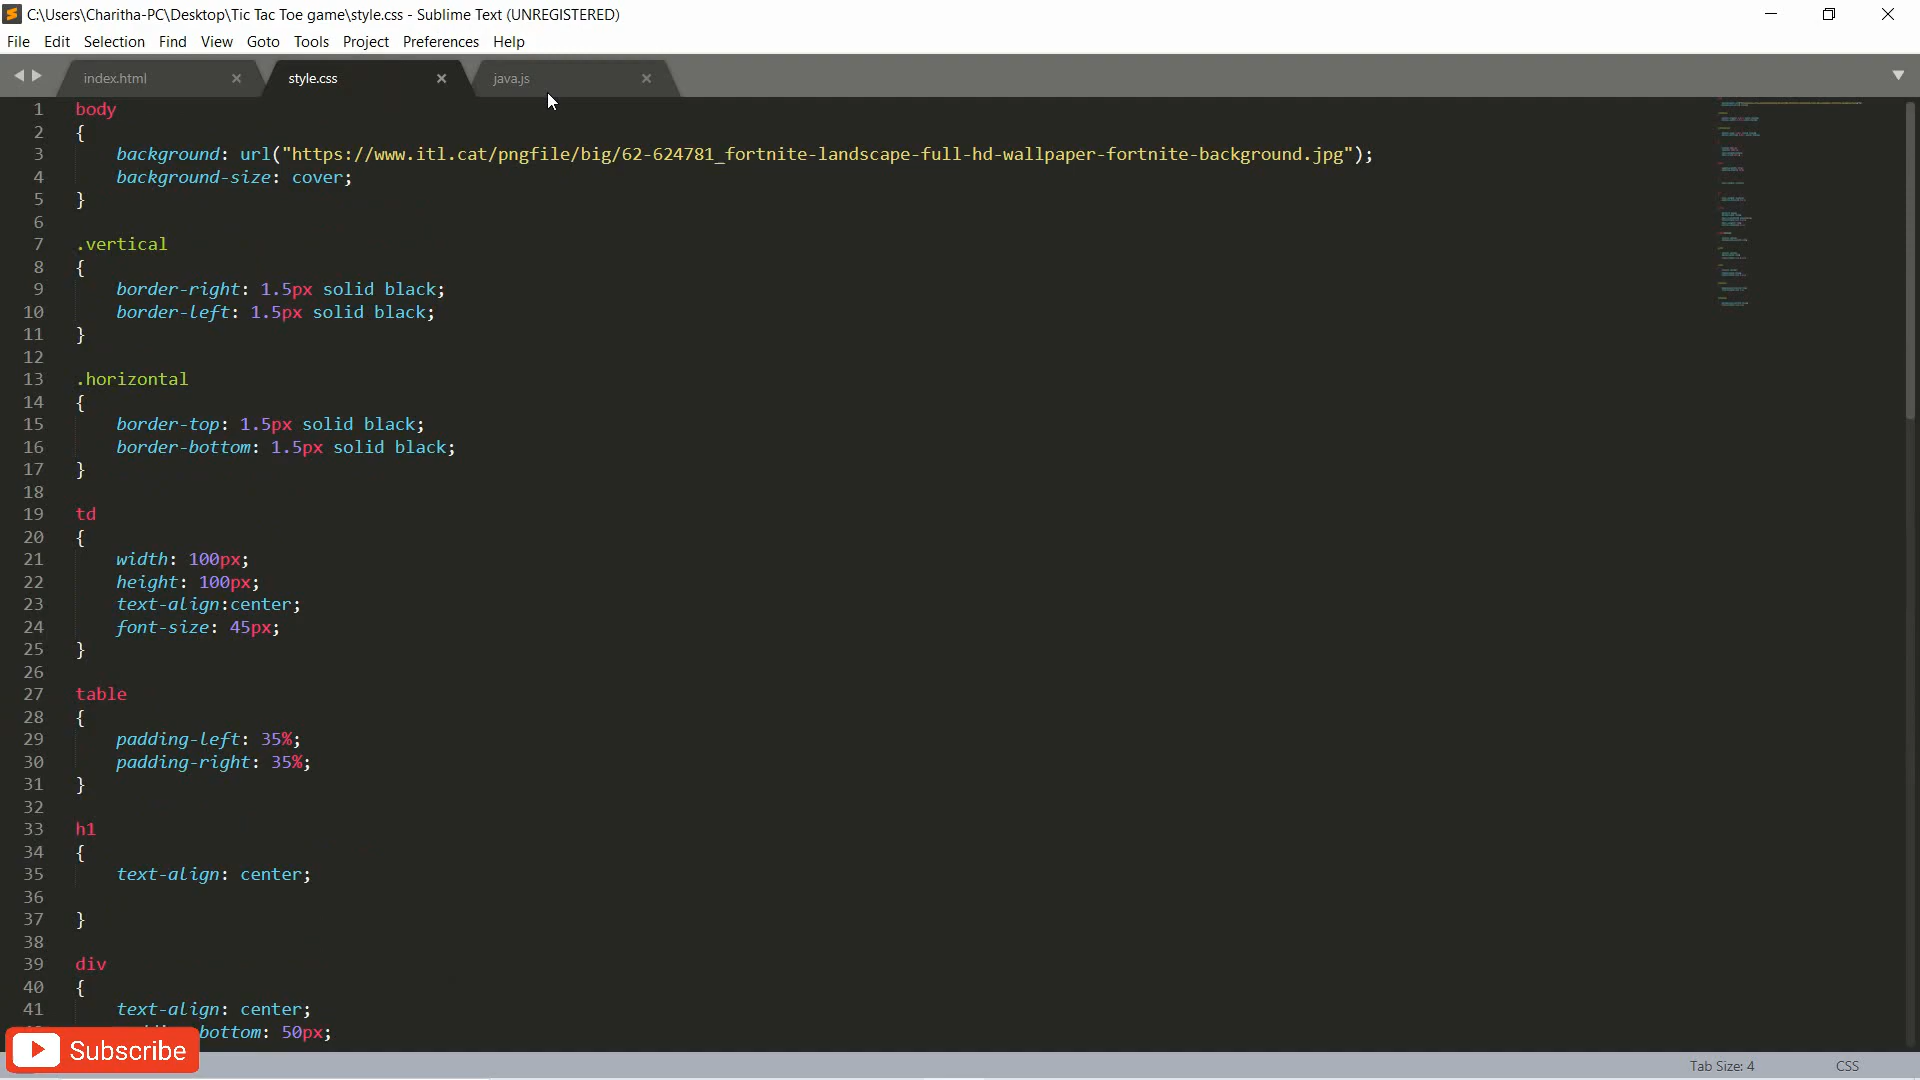 C:\Users\Charitha-PC\Desktop\Tic Tac Toe game\style.css - Sublime Text (UNREGISTERED)
File Edit Selection Find View Goto Tools Project Preferences Help
index.html style.css java.js
1 body
2 {
3 background: url("https://www.itl.cat/pngfile/big/62-624781_fortnite-landscape-full-hd-wallpaper-fortnite-background.jpg");
4 background-size: cover;
5 }
6
7 .vertical
8 {
9 border-right: 1.5px solid black;
10 border-left: 1.5px solid black;
11 }
12
13 .horizontal
14 {
15 border-top: 1.5px solid black;
16 border-bottom: 1.5px solid black;
17 }
18
19 td
20 {
21 width: 100px;
22 height: 100px;
23 text-align:center;
24 font-size: 45px;
25 }
26
27 table
28 {
29 padding-left: 35%;
30 padding-right: 35%;
31 }
32
33 h1
34 {
35 text-align: center;
36
37 }
38
39 div
40 {
41 text-align: center;
bottom: 50px;
Subscribe
Tab Size: 4 CSS